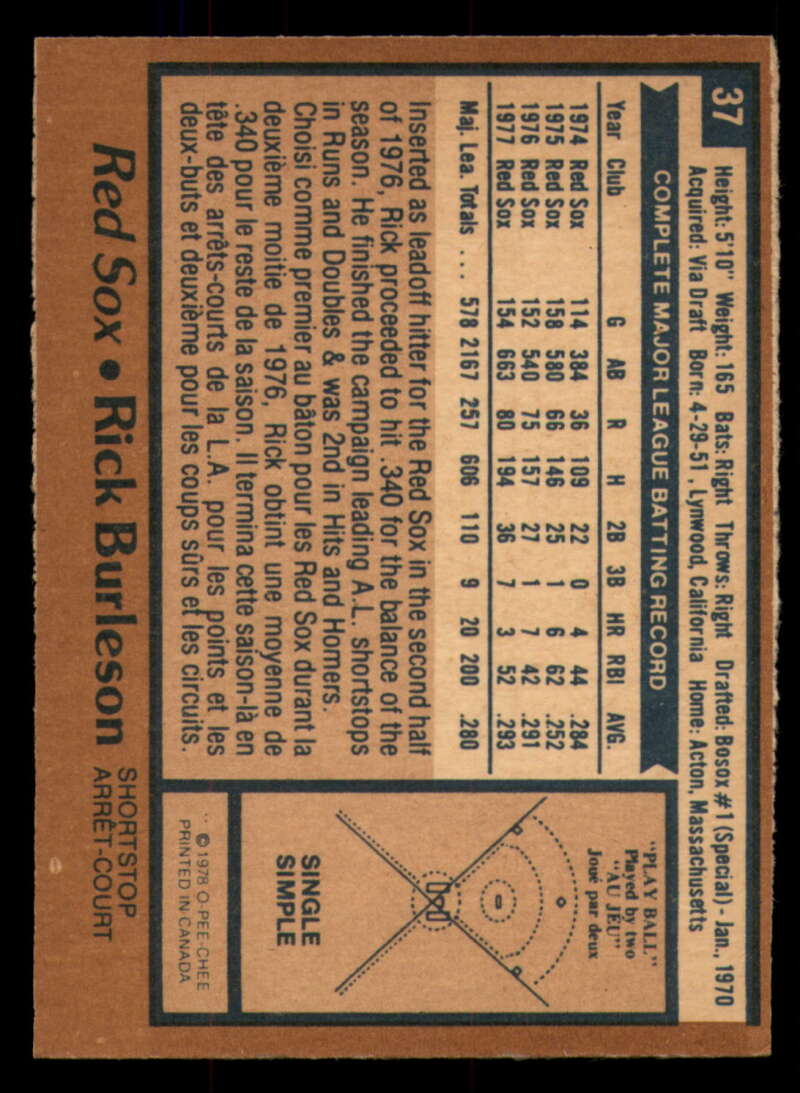 37
Height: 5'10" Weight: 165 Bats: Right Throws: Right Drafted: Bosox #1 (Special) - Jan., 1970
Acquired: Via Draft Born: 4-29-51, Lynwood, California Home: Acton, Massachusetts
COMPLETE MAJOR LEAGUE BATTING RECORD
Year Club G AB R H 2B 3B HR RBI AVG.
1974 Red Sox 114 384 36 109 22 0 4 44 .284
1975 Red Sox 158 580 66 146 25 1 6 62 .252
1976 Red Sox 152 540 75 157 27 1 7 42 .291
1977 Red Sox 154 663 80 194 36 7 3 52 .293
Maj. Lea. Totals ... 578 2167 257 606 110 9 20 200 .280
Inserted as leadoff hitter for the Red Sox in the second half
of 1976, Rick proceeded to hit .340 for the balance of the
season. He finished the campaign leading A.L. shortstops
in Runs and Doubles & was 2nd in Hits and Homers.
Choisi comme premier au bâton pour les Red Sox durant la
deuxième moitie de 1976, Rick obtint une moyenne de
.340 pour le reste de la saison. Il termina cette saison-là en
tête des arrêts-courts de la L.A. pour les points et les
deux-buts et deuxième pour les coups sûrs et les circuits.
"PLAY BALL"
Played by two
"AU JEU"
Joué par deux
SINGLE
SIMPLE
** © 1978 O-PEE-CHEE
PRINTED IN CANADA
Red Sox • Rick Burleson
SHORTSTOP
ARRÊT-COURT